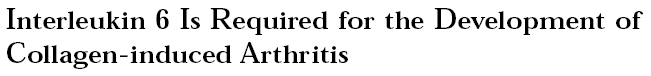 Interleukin 6 Is Required for the Development of
Collagen-induced Arthritis